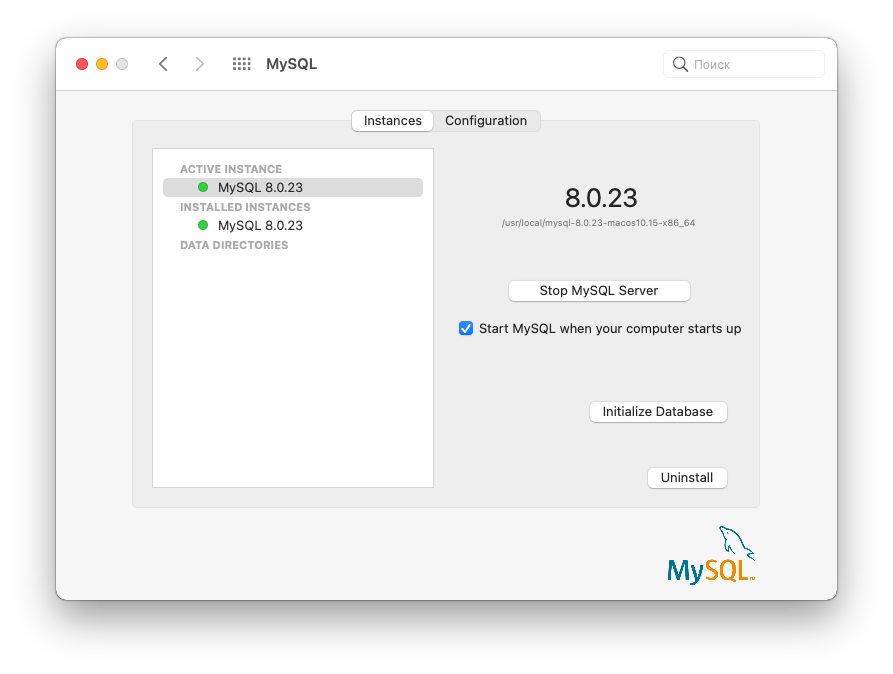 MySQL
Поиск
Instances
Configuration
ACTIVE INSTANCE
MySQL 8.0.23
INSTALLED INSTANCES
MySQL 8.0.23
DATA DIRECTORIES
8.0.23
/usr/local/mysql-8.0.23-macos10.15-x86_64
Stop MySQL Server
Start MySQL when your computer starts up
Initialize Database
Uninstall
MySQL™